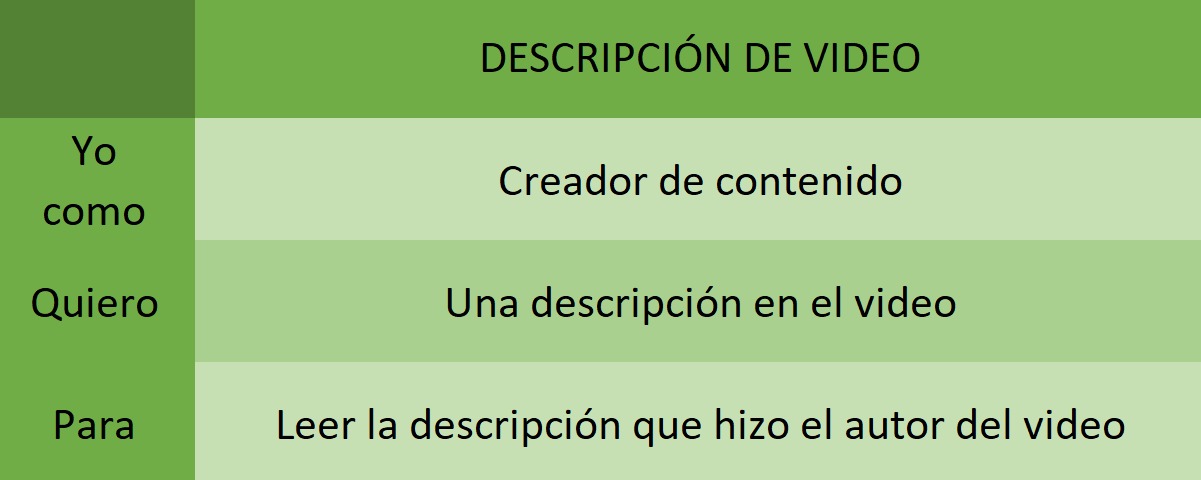 DESCRIPCIÓN DE VIDEO
Yo
como
Creador de contenido
Quiero
Una descripción en el video
Para
Leer la descripción que hizo el autor del video